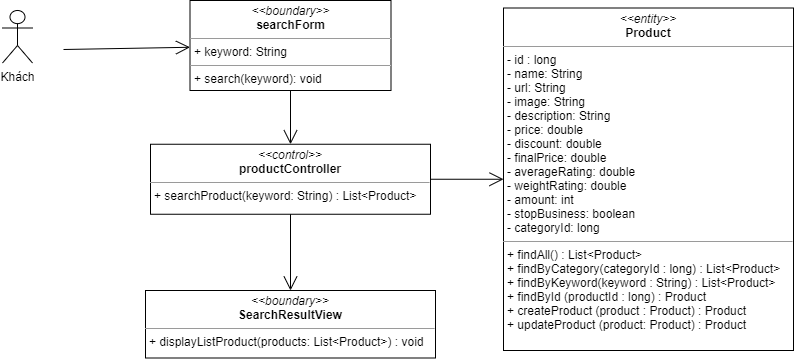 <<boundary>>
searchForm
+ keyword: String
+ search(keyword): void
Khách
<<control>>
productController
+ searchProduct(keyword: String) : List<Product>
<<boundary>>
SearchResultView
+ displayListProduct(products: List<Product>) : void
<<entity>>
Product
- id : long
- name: String
- url: String
- image: String
- description: String
- price: double
- discount: double
- finalPrice: double
- averageRating: double
- weightRating: double
- amount: int
- stopBusiness: boolean
- categoryId: long
+ findAll() : List<Product>
+ findByCategory(categoryId : long) : List<Product>
+ findByKeyword(keyword : String) : List<Product>
+ findById (productId : long) : Product
+ createProduct (product : Product) : Product
+ updateProduct (product: Product) : Product